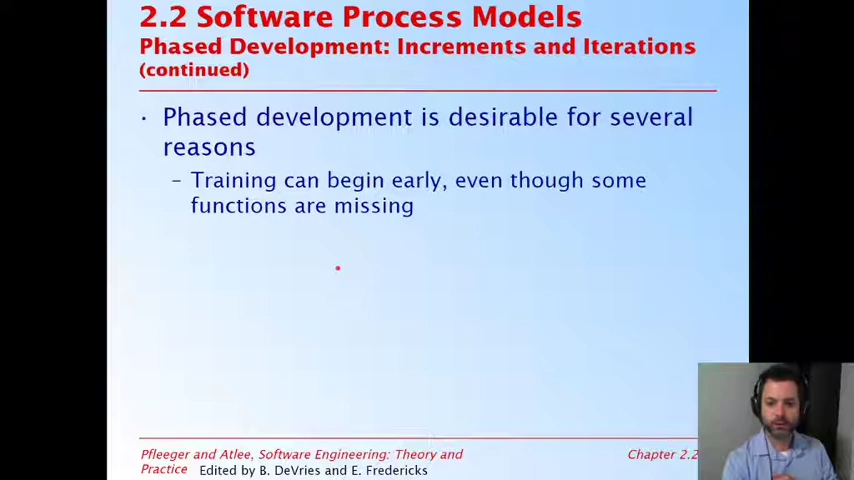 2.2 Software Process Models
Phased Development: Increments and Iterations
(continued)
· Phased development is desirable for several
reasons
– Training can begin early, even though some
functions are missing
Pfleeger and Atlee, Software Engineering: Theory and
Practice Edited by B. DeVries and E. Fredericks
Chapter 2.2